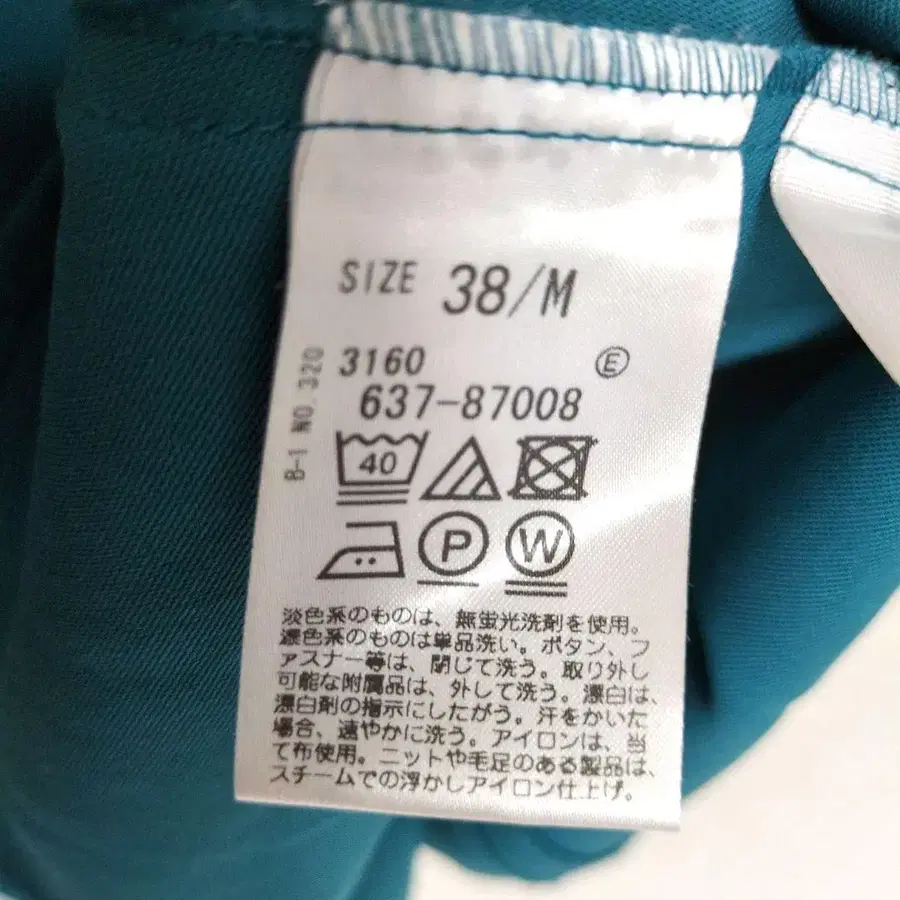 SIZE 38/M
B-1 NO.320
3160 Ⓔ
637-87008
40
P W
淡色系のものは、無蛍光洗剤を使用。
濃色系のものは単品洗い。ボタン、フ
ァスナー等は、閉じて洗う。取り外し
可能な附属品は、外して洗う。漂白は、
漂白剤の指示にしたがう。汗をかいた
場合、速やかに洗う。アイロンは、当
て布使用。ニットや毛足のある製品は、
スチームでの浮かしアイロン仕上げ。